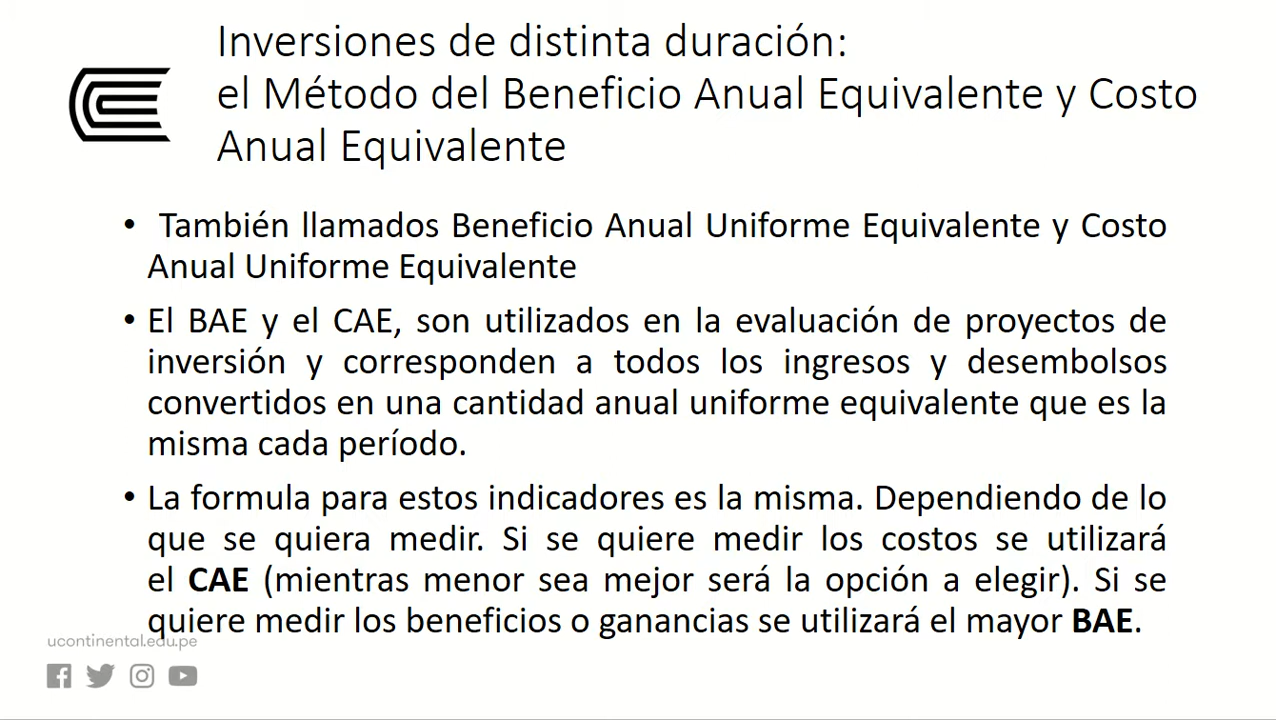 Inversiones de distinta duración:
el Método del Beneficio Anual Equivalente y Costo
Anual Equivalente
• También llamados Beneficio Anual Uniforme Equivalente y Costo
Anual Uniforme Equivalente
• El BAE y el CAE, son utilizados en la evaluación de proyectos de
inversión y corresponden a todos los ingresos y desembolsos
convertidos en una cantidad anual uniforme equivalente que es la
misma cada período.
• La formula para estos indicadores es la misma. Dependiendo de lo
que se quiera medir. Si se quiere medir los costos se utilizará
el CAE (mientras menor sea mejor será la opción a elegir). Si se
quiere medir los beneficios o ganancias se utilizará el mayor BAE.
ucontinental.edu.pe